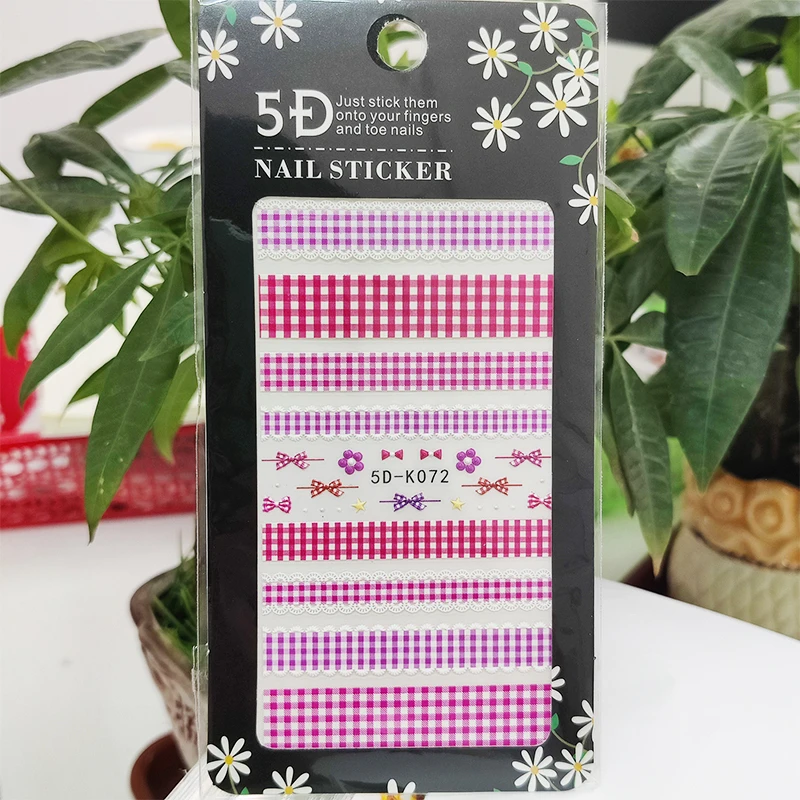 5D
Just stick them
onto your fingers
and toe nails
NAIL STICKER
5D-K072